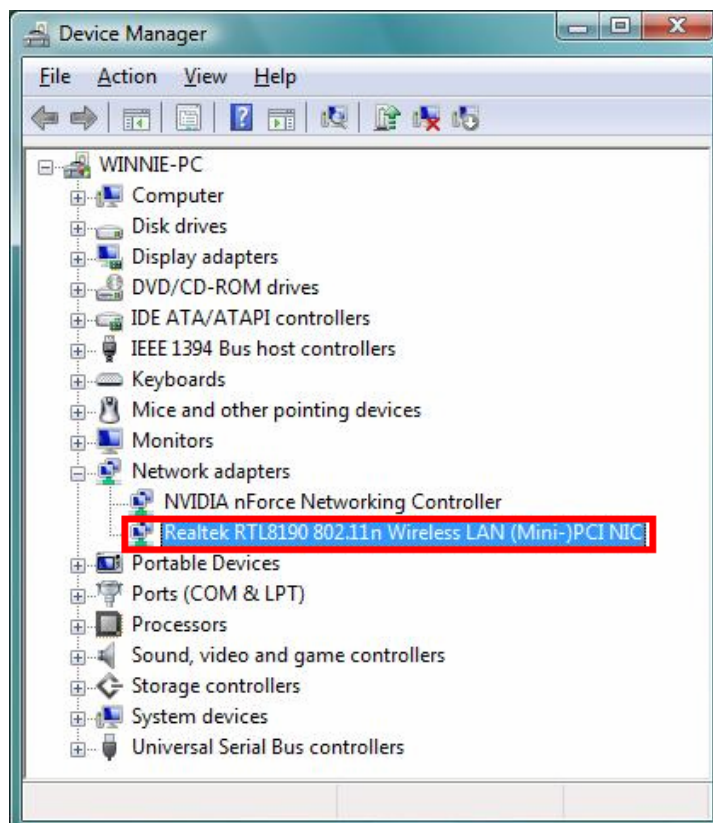 Device Manager
File Action View Help
WINNIE-PC
Computer
Disk drives
Display adapters
DVD/CD-ROM drives
IDE ATA/ATAPI controllers
IEEE 1394 Bus host controllers
Keyboards
Mice and other pointing devices
Monitors
Network adapters
NVIDIA nForce Networking Controller
Realtek RTL8190 802.11n Wireless LAN (Mini-)PCI NIC
Portable Devices
Ports (COM & LPT)
Processors
Sound, video and game controllers
Storage controllers
System devices
Universal Serial Bus controllers